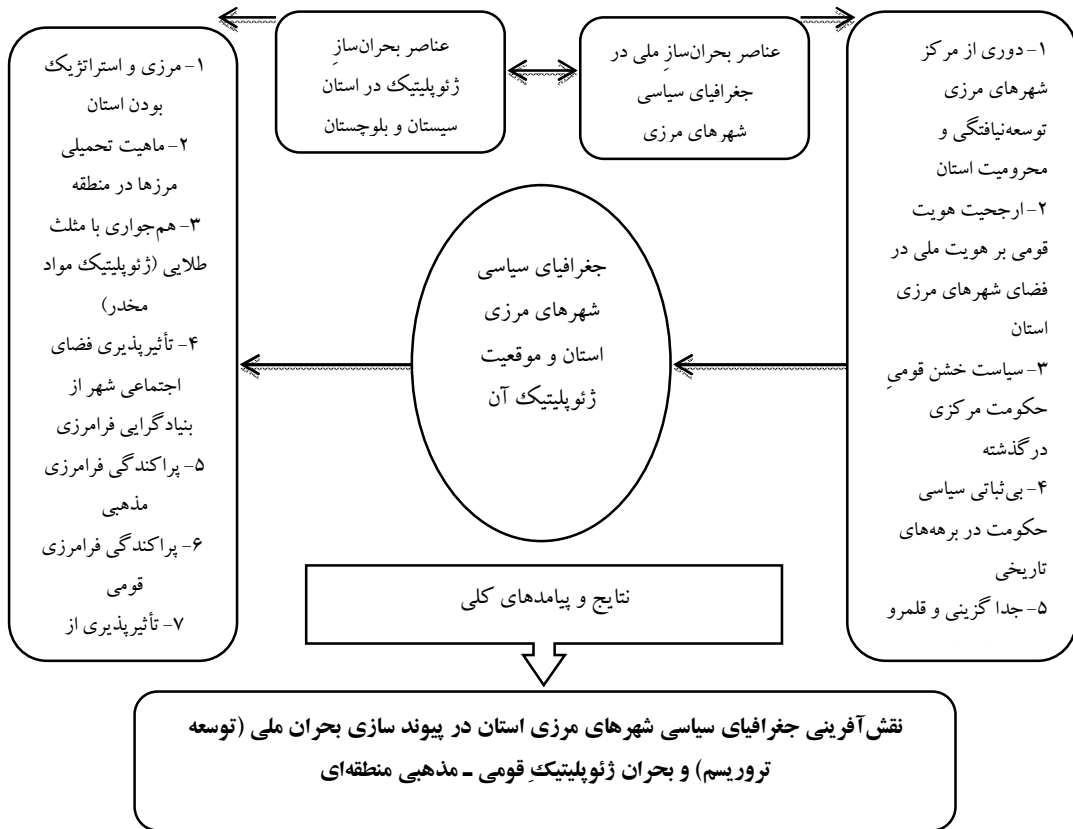 ۱- دوری از مرکز
شهرهای مرزی
توسعه‌نیافتگی و
محرومیت استان
۲- ارجحیت هویت
قومی بر هویت ملی در
فضای شهرهای مرزی
استان
۳- سیاست خشن قومیِ
حکومت مرکزی
درگذشته
۴- بی‌ثباتی سیاسی
حکومت در برهه‌های
تاریخی
۵- جدا گزینی و قلمرو
عناصر بحران‌سازِ ملی در
جغرافیای سیاسی
شهرهای مرزی
عناصر بحران‌سازِ
ژئوپلیتیک در استان
سیستان و بلوچستان
جغرافیای سیاسی
شهرهای مرزی
استان و موقعیت
ژئوپلیتیک آن
۱- مرزی و استراتژیک
بودن استان
۲- ماهیت تحمیلی
مرزها در منطقه
۳- هم‌جواری با مثلث
طلایی (ژئوپلیتیک مواد
مخدر)
۴- تأثیرپذیری فضای
اجتماعی شهر از
بنیادگرایی فرامرزی
۵- پراکندگی فرامرزی
مذهبی
۶- پراکندگی فرامرزی
قومی
۷- تأثیرپذیری از
نتایج و پیامدهای کلی
نقش‌آفرینی جغرافیای سیاسی شهرهای مرزی استان در پیوند سازی بحران ملی (توسعه
تروریسم) و بحران ژئوپلیتیکِ قومی ـ مذهبی منطقه‌ای